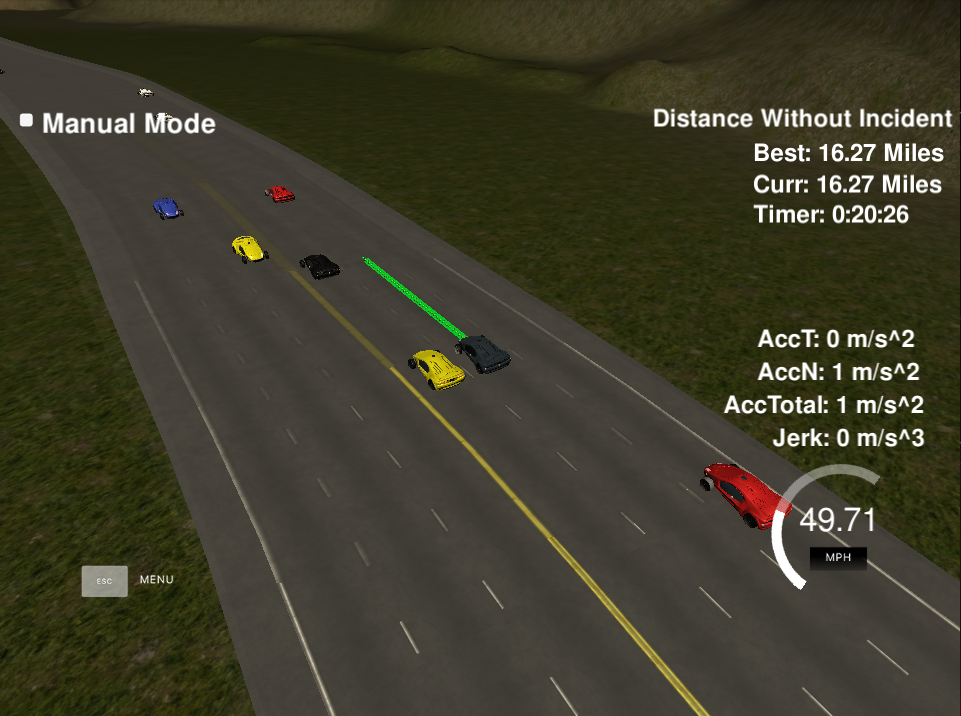 Manual Mode
Distance Without Incident
Best: 16.27 Miles
Curr: 16.27 Miles
Timer: 0:20:26
AccT: 0 m/s^2
AccN: 1 m/s^2
AccTotal: 1 m/s^2
Jerk: 0 m/s^3
49.71
MPH
ESC MENU